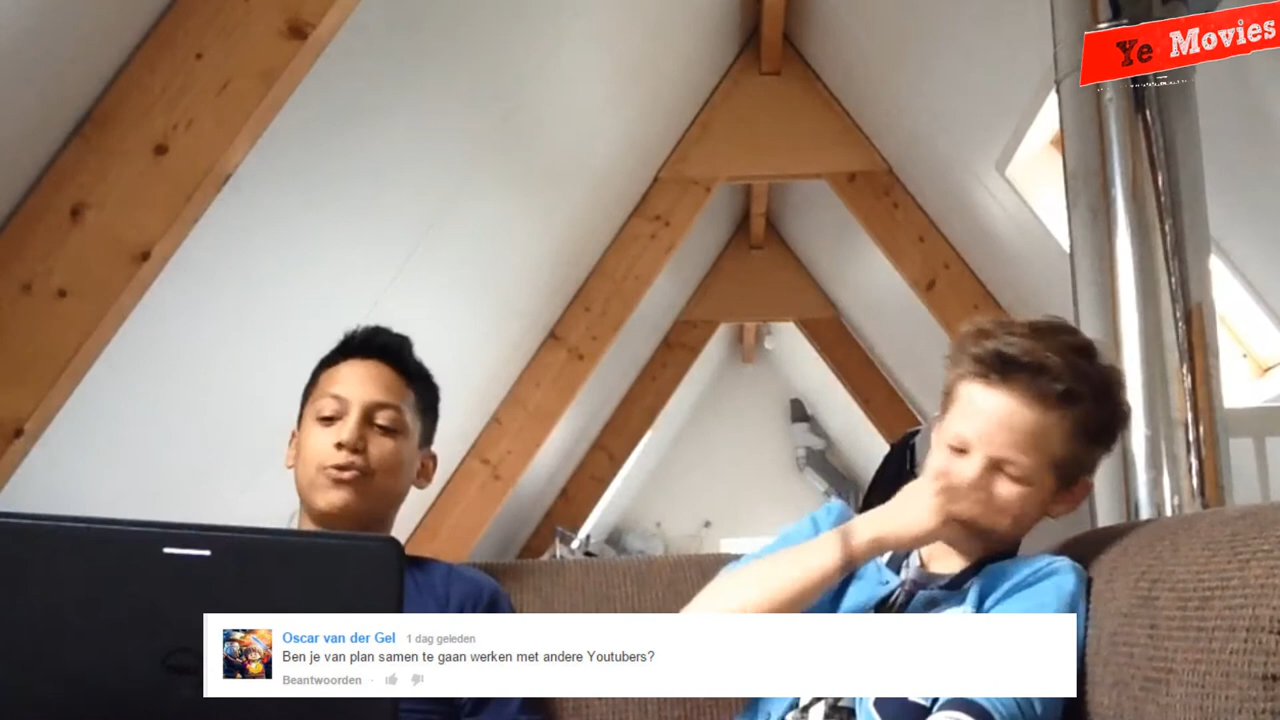 Ye Movies
Oscar van der Gel 1 dag geleden
Ben je van plan samen te gaan werken met andere Youtubers?
Beantwoorden ·